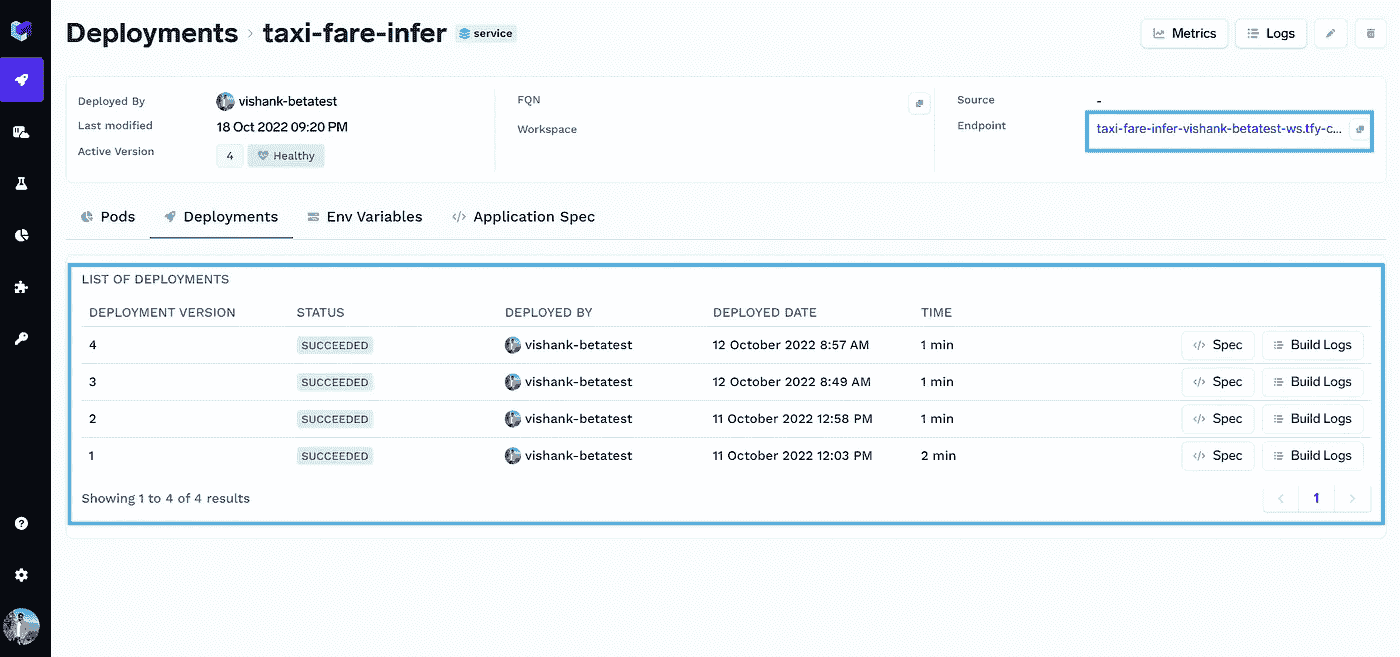 Deployments › taxi-fare-infer service
Metrics
Logs
Deployed By vishank-betatest
Last modified 18 Oct 2022 09:20 PM
Active Version 4 Healthy
FQN
Workspace
Source -
Endpoint taxi-fare-infer-vishank-betatest-ws.tfy-c...
Pods Deployments Env Variables </> Application Spec
LIST OF DEPLOYMENTS
DEPLOYMENT VERSION STATUS DEPLOYED BY DEPLOYED DATE TIME
4 SUCCEEDED vishank-betatest 12 October 2022 8:57 AM 1 min </> Spec Build Logs
3 SUCCEEDED vishank-betatest 12 October 2022 8:49 AM 1 min </> Spec Build Logs
2 SUCCEEDED vishank-betatest 11 October 2022 12:58 PM 1 min </> Spec Build Logs
1 SUCCEEDED vishank-betatest 11 October 2022 12:03 PM 2 min </> Spec Build Logs
Showing 1 to 4 of 4 results
< 1 >
?